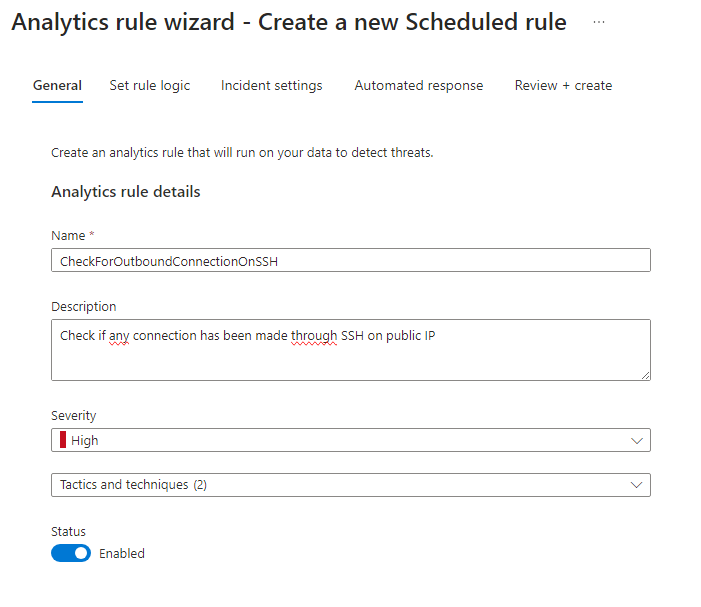 Analytics rule wizard - Create a new Scheduled rule ...
General Set rule logic Incident settings Automated response Review + create
Create an analytics rule that will run on your data to detect threats.
Analytics rule details
Name *
CheckForOutboundConnectionOnSSH
Description
Check if any connection has been made through SSH on public IP
Severity
High
Tactics and techniques (2)
Status
Enabled